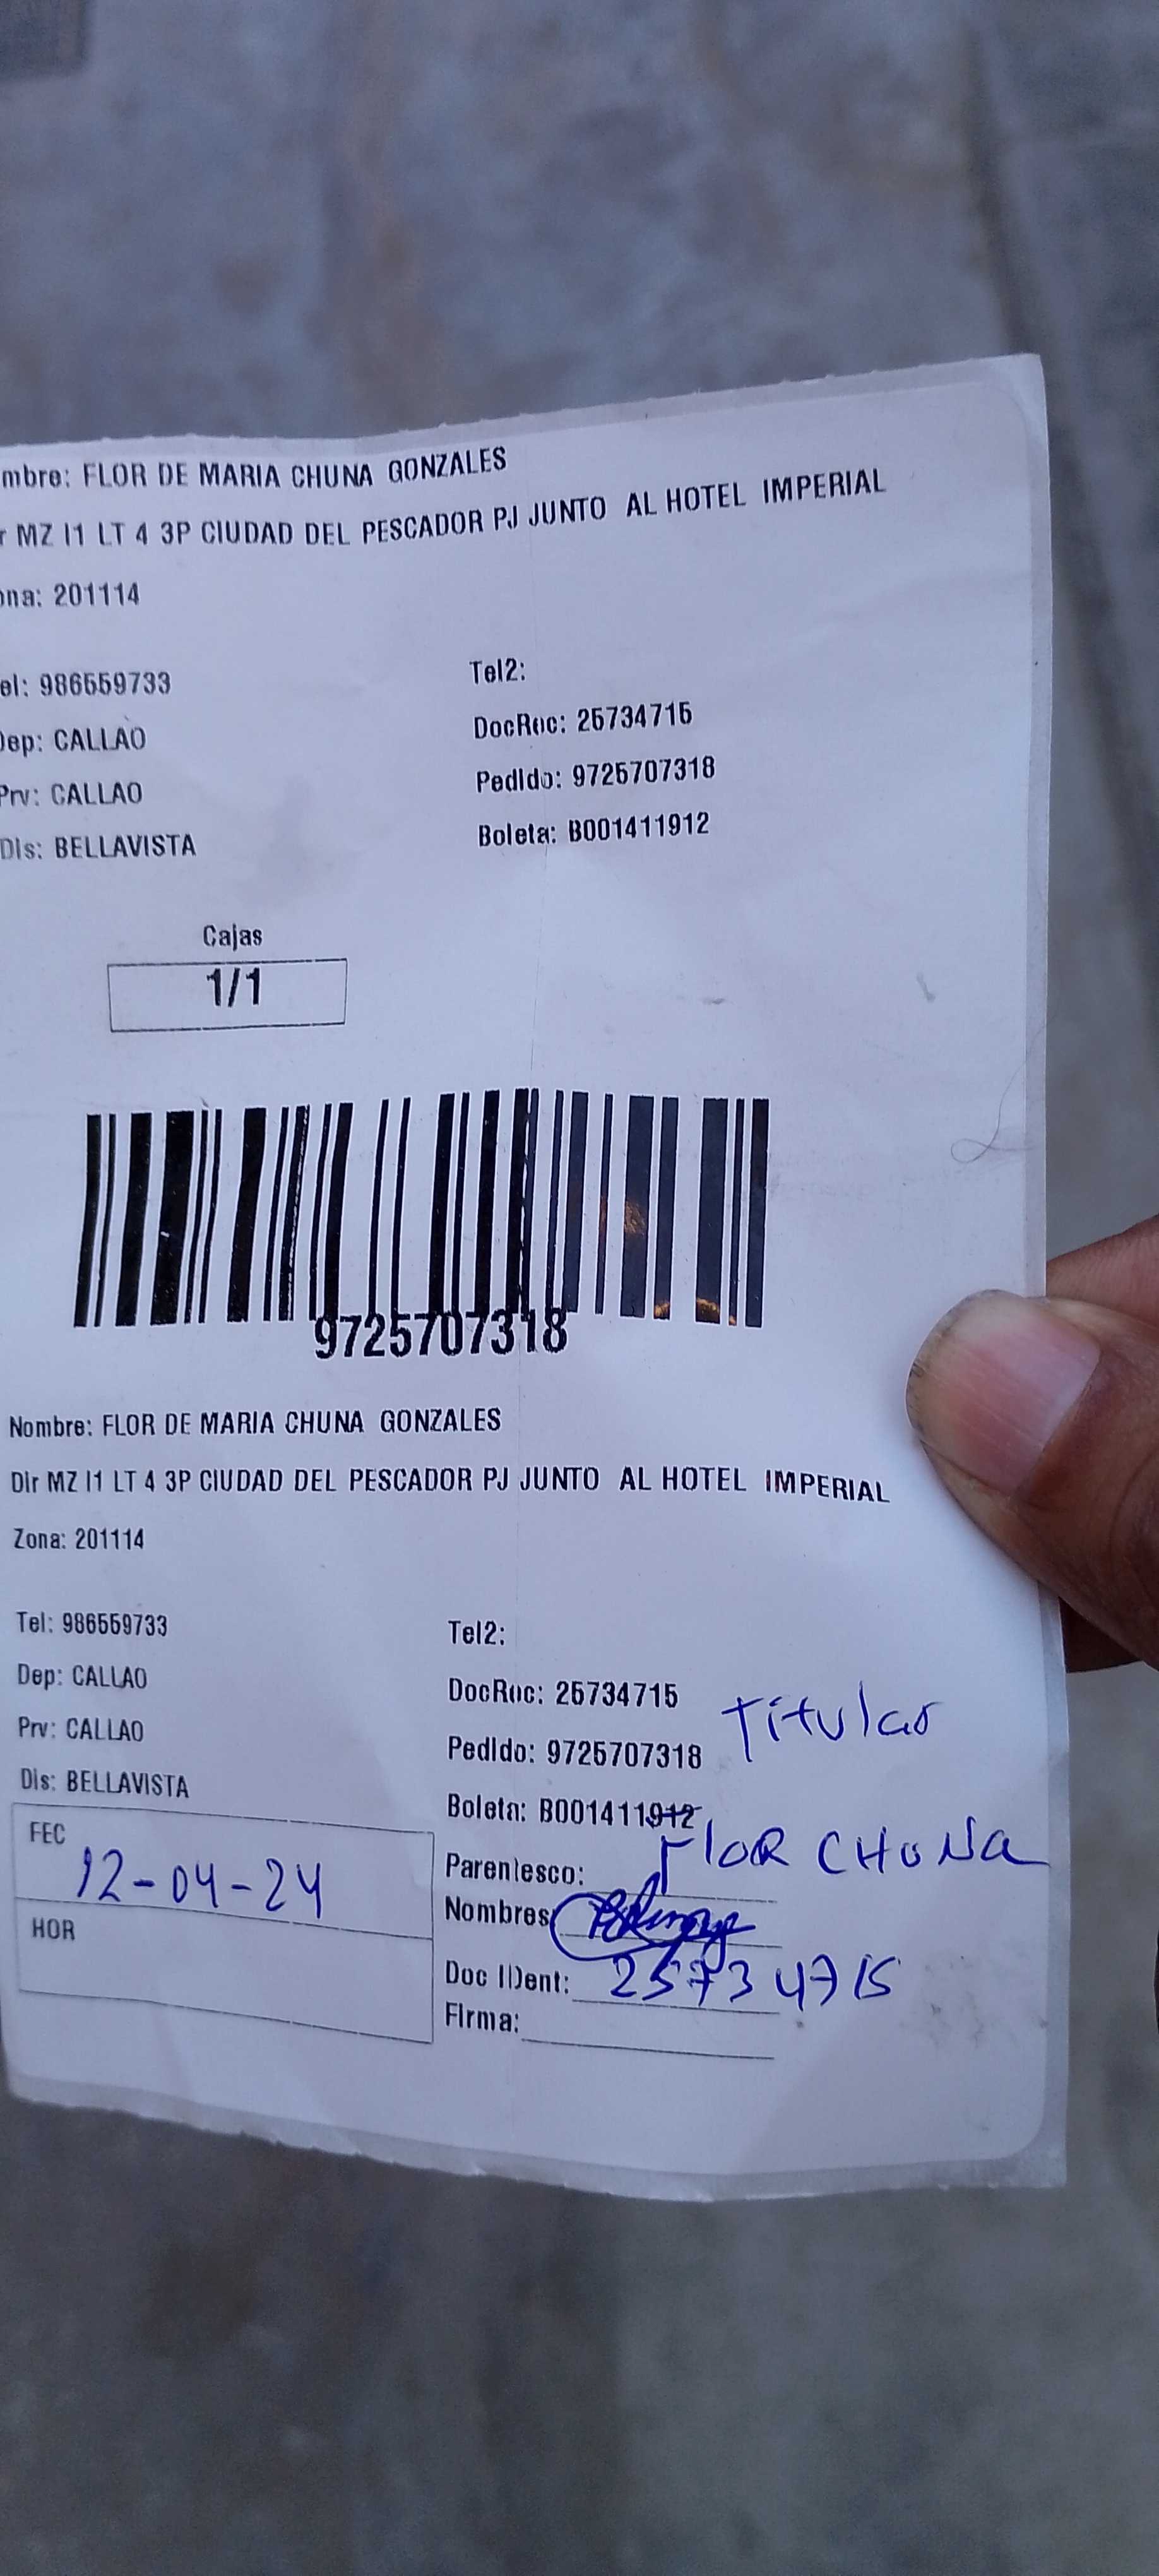 mbre: FLOR DE MARIA CHUNA GONZALES
r MZ I1 LT 4 3P CIUDAD DEL PESCADOR PJ JUNTO AL HOTEL IMPERIAL
ona: 201114
el: 986559733 Tel2:
Dep: CALLAO DocRec: 25734715
Prv: CALLAO Pedido: 9725707318
Dis: BELLAVISTA Boleta: B001411912
Cajas
1/1
9725707318
Nombre: FLOR DE MARIA CHUNA GONZALES
Dir MZ I1 LT 4 3P CIUDAD DEL PESCADOR PJ JUNTO AL HOTEL IMPERIAL
Zona: 201114
Tel: 986559733 Tel2:
Dep: CALLAO DocRec: 25734715 Titular
Prv: CALLAO Pedido: 9725707318
Dis: BELLAVISTA Boleta: B001411912
FEC 12-04-24
Parentesco: FloR CHUNa
HOR
Nombres
Doc IDent: 25734715
Firma: